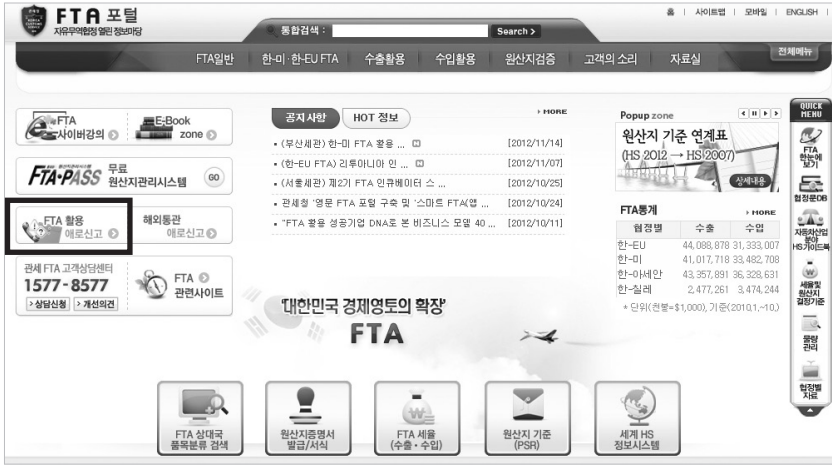 FTA 포털
자유무역협정 열린 정보마당
홈 | 사이트맵 | 모바일 | ENGLISH |
통합검색 :
Search >
전체메뉴
FTA일반 한-미·한-EU FTA 수출활용 수입활용 원산지검증 고객의 소리 자료실
FTA
사이버강의
E-Book
zone
FTA·PASS
무료
원산지관리시스템
GO
FTA 활용
애로신고
해외통관
애로신고
관세 FTA 고객상담센터
1577-8577
> 상담신청 > 개선의견
FTA
관련사이트
공지사항 HOT 정보 > MORE
(부산세관) 한-미 FTA 활용 ... [2012/11/14]
(한-EU FTA) 리투아니아 인 ... [2012/11/07]
(서울세관) 제2기 FTA 인큐베이터 스 ... [2012/10/25]
관세청 '영문 FTA 포털 구축 및 '스마트 FTA(앱 ... [2012/10/24]
"FTA 활용 성공기업 DNA로 본 비즈니스 모델 40 ... [2012/10/11]
'대한민국 경제영토의 확장'
FTA
Popup zone
원산지 기준 연계표
(HS 2012 → HS 2007)
상세내용
FTA통계 > MORE
협정별 수출 수입
한-EU 44,088,878 31,333,007
한-미 41,017,718 33,482,708
한-아세안 43,357,891 36,328,631
한-칠레 2,477,261 3,474,244
* 단위(천불=$1,000), 기준(2010,1,~10,)
QUICK
MENU
FTA
한눈에
보기
협정문DB
자동차산업
분야
HS가이드북
세율및
원산지
결정기준
물량
관리
협정별
자료
FTA 상대국
품목분류 검색
원산지증명서
발급/서식
FTA 세율
(수출·수입)
원산지 기준
(PSR)
세계 HS
정보시스템